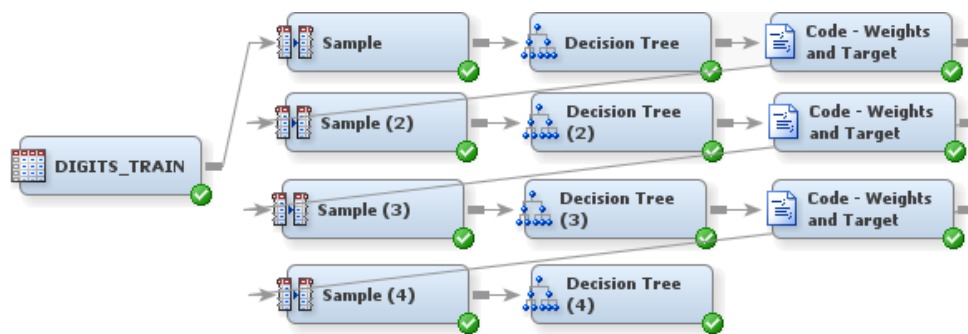 Sample
Decision Tree
Code - Weights
and Target
Sample (2)
Decision Tree
(2)
Code - Weights
and Target
DIGITS_TRAIN
Sample (3)
Decision Tree
(3)
Code - Weights
and Target
Sample (4)
Decision Tree
(4)